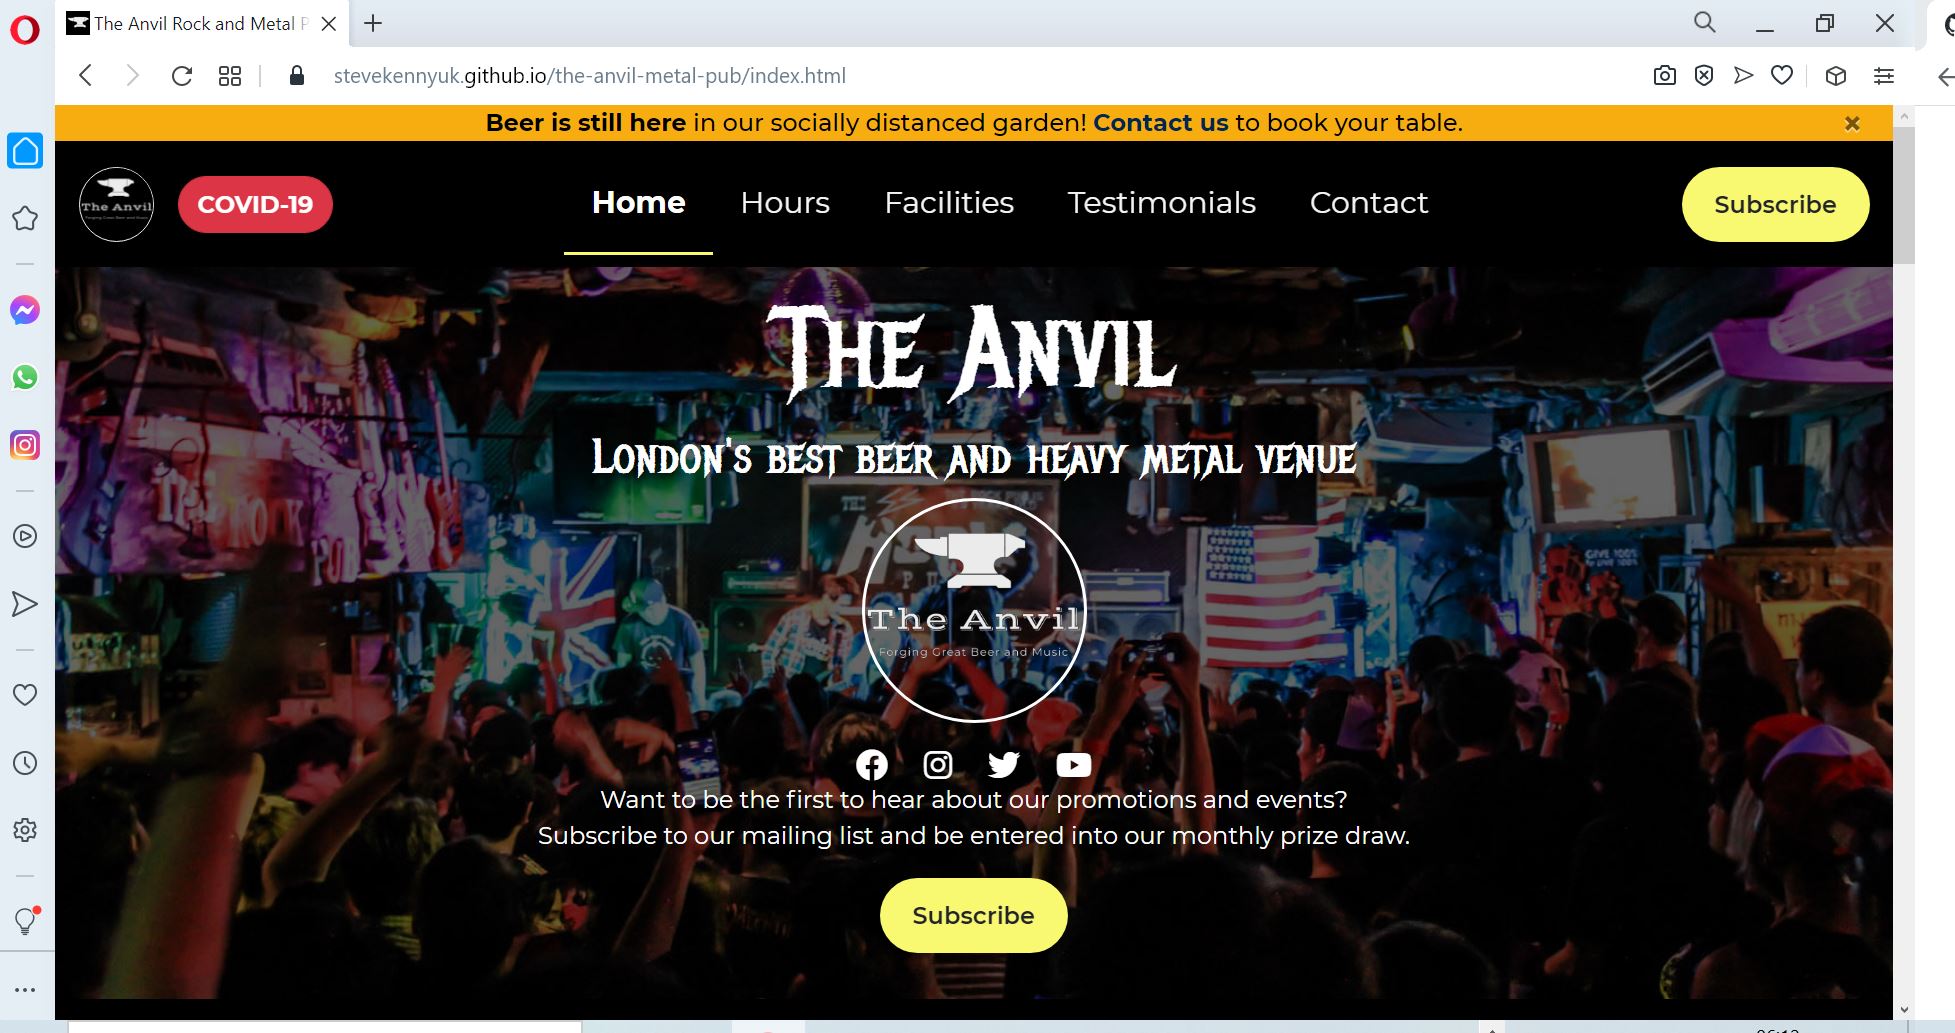 The Anvil Rock and Metal P
stevekennyuk.github.io/the-anvil-metal-pub/index.html
Beer is still here in our socially distanced garden! Contact us to book your table.
The Anvil
COVID-19
Home
Hours
Facilities
Testimonials
Contact
Subscribe
The Anvil
London's best beer and heavy metal venue
The Anvil
Forging Great Beer and Music
GIVE 100%
Want to be the first to hear about our promotions and events?
Subscribe to our mailing list and be entered into our monthly prize draw.
Subscribe